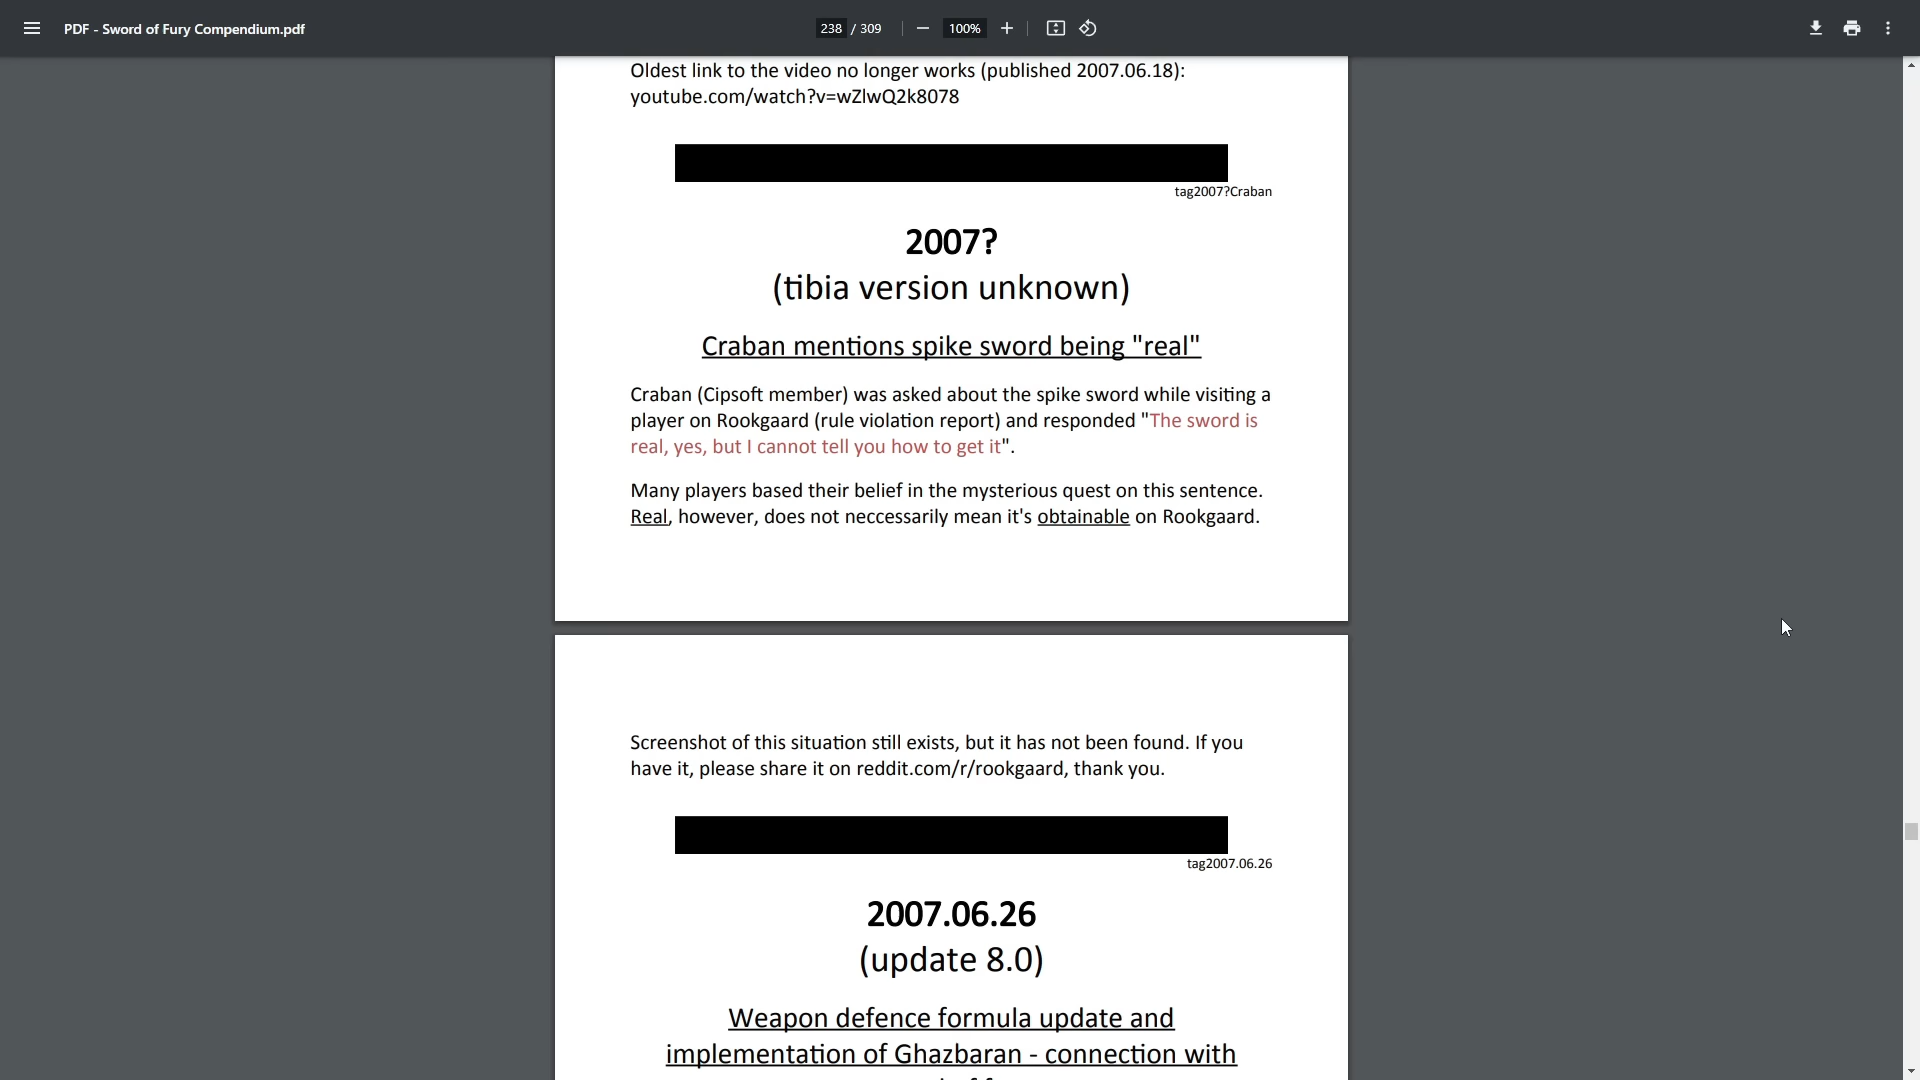 PDF - Sword of Fury Compendium.pdf
238 / 309
100%
Oldest link to the video no longer works (published 2007.06.18):
youtube.com/watch?v=wZlwQ2k8078
tag2007?Craban
2007?
(tibia version unknown)
Craban mentions spike sword being "real"
Craban (Cipsoft member) was asked about the spike sword while visiting a
player on Rookgaard (rule violation report) and responded "The sword is
real, yes, but I cannot tell you how to get it".
Many players based their belief in the mysterious quest on this sentence.
Real, however, does not neccessarily mean it's obtainable on Rookgaard.
Screenshot of this situation still exists, but it has not been found. If you
have it, please share it on reddit.com/r/rookgaard, thank you.
tag2007.06.26
2007.06.26
(update 8.0)
Weapon defence formula update and
implementation of Ghazbaran - connection with